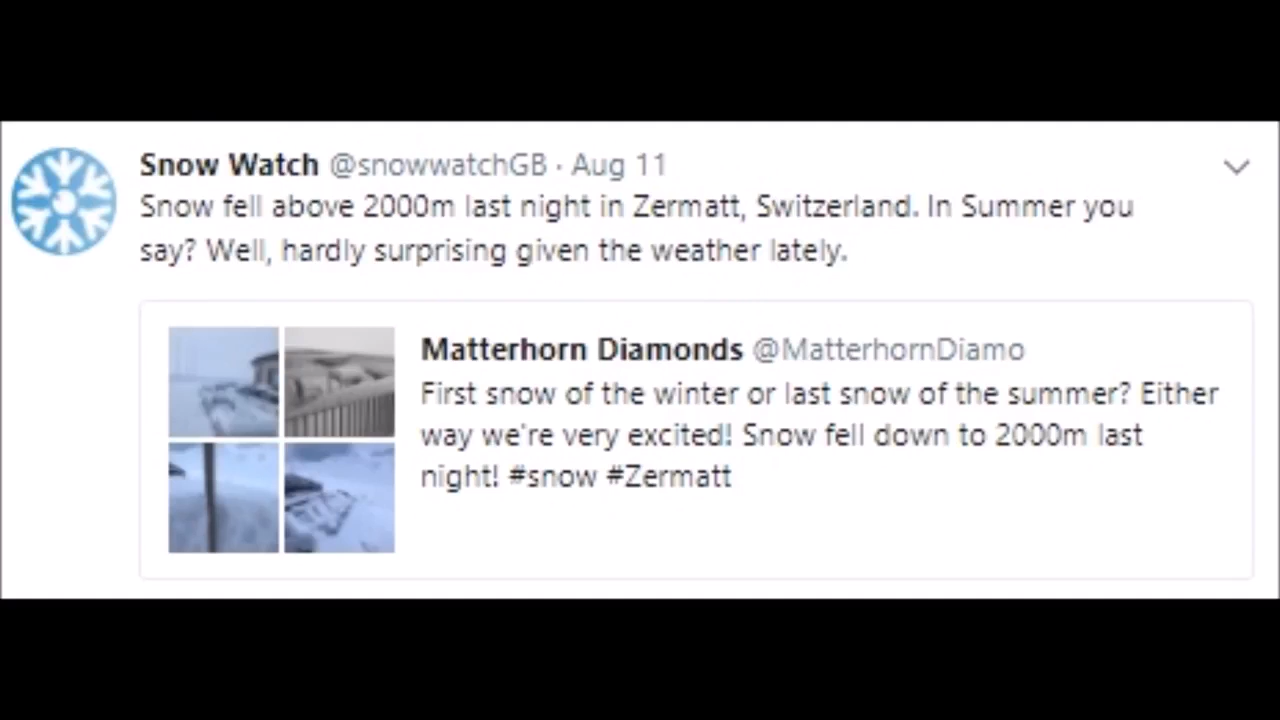 Snow Watch @snowwatchGB · Aug 11
Snow fell above 2000m last night in Zermatt, Switzerland. In Summer you
say? Well, hardly surprising given the weather lately.
Matterhorn Diamonds @MatterhornDiamo
First snow of the winter or last snow of the summer? Either
way we're very excited! Snow fell down to 2000m last
night! #snow #Zermatt